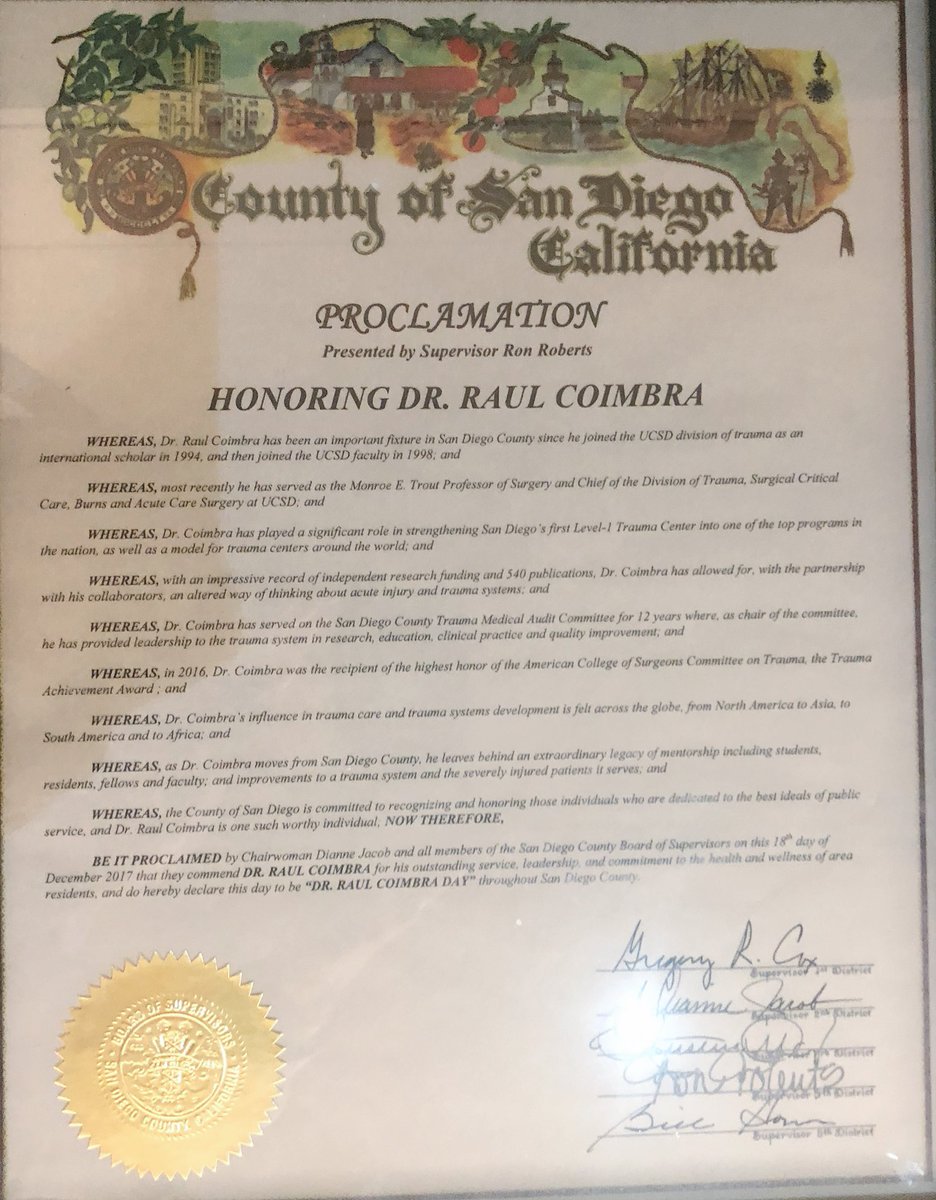 County of San Diego
California
PROCLAMATION
Presented by Supervisor Ron Roberts
HONORING DR. RAUL COIMBRA
WHEREAS, Dr. Raul Coimbra has been an important fixture in San Diego County since he joined the UCSD division of trauma as an
international scholar in 1994, and then joined the UCSD faculty in 1998; and
WHEREAS, most recently he has served as the Monroe E. Trout Professor of Surgery and Chief of the Division of Trauma, Surgical Critical
Care, Burns and Acute Care Surgery at UCSD; and
WHEREAS, Dr. Coimbra has played a significant role in strengthening San Diego's first Level-1 Trauma Center into one of the top programs in
the nation, as well as a model for trauma centers around the world; and
WHEREAS, with an impressive record of independent research funding and 540 publications, Dr. Coimbra has allowed for, with the partnership
with his collaborators, an altered way of thinking about acute injury and trauma systems; and
WHEREAS, Dr. Coimbra has served on the San Diego County Trauma Medical Audit Committee for 12 years where, as chair of the committee,
he has provided leadership to the trauma system in research, education, clinical practice and quality improvement; and
WHEREAS, in 2016, Dr. Coimbra was the recipient of the highest honor of the American College of Surgeons Committee on Trauma, the Trauma
Achievement Award ; and
WHEREAS, Dr. Coimbra's influence in trauma care and trauma systems development is felt across the globe, from North America to Asia, to
South America and to Africa; and
WHEREAS, as Dr. Coimbra moves from San Diego County, he leaves behind an extraordinary legacy of mentorship including students,
residents, fellows and faculty; and improvements to a trauma system and the severely injured patients it serves; and
WHEREAS, the County of San Diego is committed to recognizing and honoring those individuals who are dedicated to the best ideals of public
service, and Dr. Raul Coimbra is one such worthy individual, NOW THEREFORE,
BE IT PROCLAIMED by Chairwoman Dianne Jacob and all members of the San Diego County Board of Supervisors on this 18th day of
December 2017 that they commend DR. RAUL COIMBRA for his outstanding service, leadership, and commitment to the health and wellness of area
residents, and do hereby declare this day to be "DR. RAUL COIMBRA DAY" throughout San Diego County.
Gregory R. Cox
Supervisor 1st District
Dianne Jacob
Supervisor 2nd District
Supervisor District
Ron Roberts
Supervisor District
Bill Horn
Supervisor 5th District
BOARD OF SUPERVISORS
SAN DIEGO COUNTY CALIFORNIA